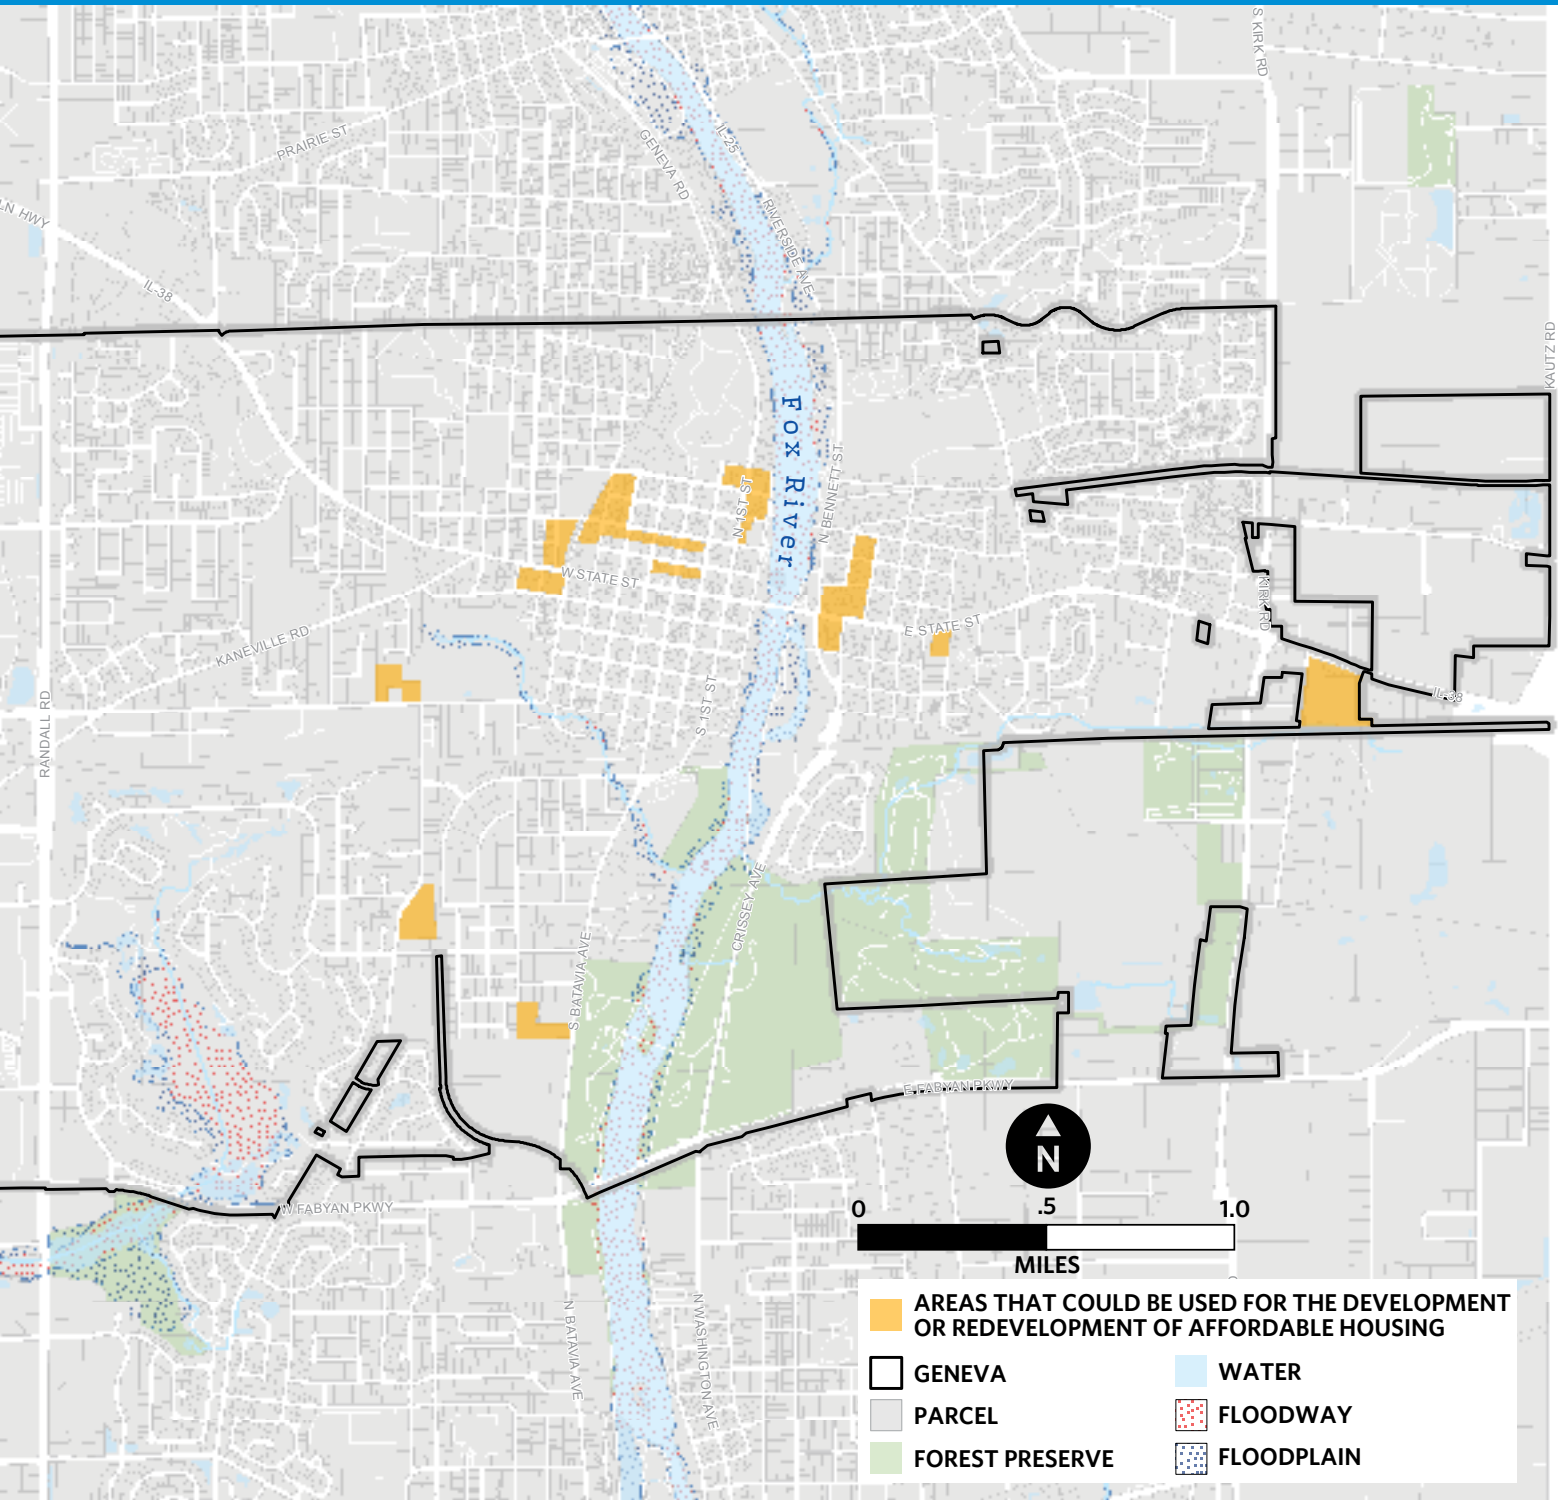 S KIRK RD
PRAIRIE ST
GENEVA RD
IL-25
RIVERSIDE AVE
LN HWY
IL-38
KAUTZ RD
Fox River
N BENNETT ST
N 1ST ST
W STATE ST
E STATE ST
KIRK RD
KANEVILLE RD
S 1ST ST
RANDALL RD
IL-38
CRISSEY AVE
S BATAVIA AVE
E FABYAN PKWY
W FABYAN PKWY
N BATAVIA AVE
N WASHINGTON AVE
N
0 .5 1.0
MILES
AREAS THAT COULD BE USED FOR THE DEVELOPMENT
OR REDEVELOPMENT OF AFFORDABLE HOUSING
GENEVA
PARCEL
FOREST PRESERVE
WATER
FLOODWAY
FLOODPLAIN